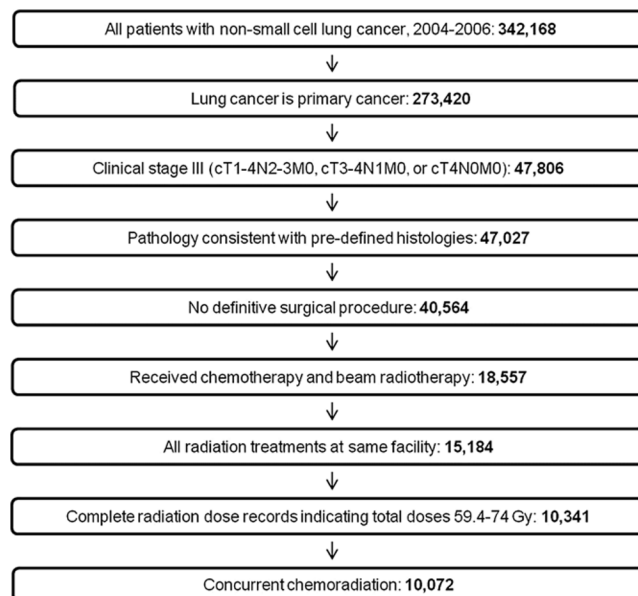 All patients with non-small cell lung cancer, 2004-2006: 342,168
Lung cancer is primary cancer: 273,420
Clinical stage III (cT1-4N2-3M0, cT3-4N1M0, or cT4N0M0): 47,806
Pathology consistent with pre-defined histologies: 47,027
No definitive surgical procedure: 40,564
Received chemotherapy and beam radiotherapy: 18,557
All radiation treatments at same facility: 15,184
Complete radiation dose records indicating total doses 59.4-74 Gy: 10,341
Concurrent chemoradiation: 10,072